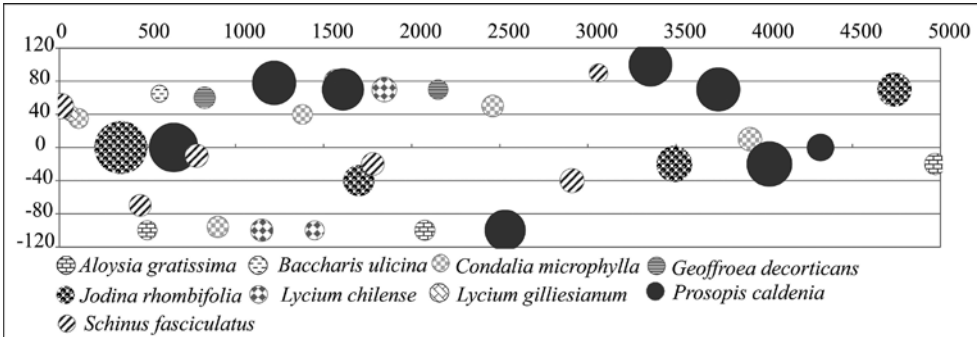 0 500 1000 1500 2000 2500 3000 3500 4000 4500 5000
120
80
40
0
-40
-80
-120
Aloysia gratissima Baccharis ulicina Condalia microphylla Geoffroea decorticans
Jodina rhombifolia Lycium chilense Lycium gilliesianum Prosopis caldenia
Schinus fasciculatus